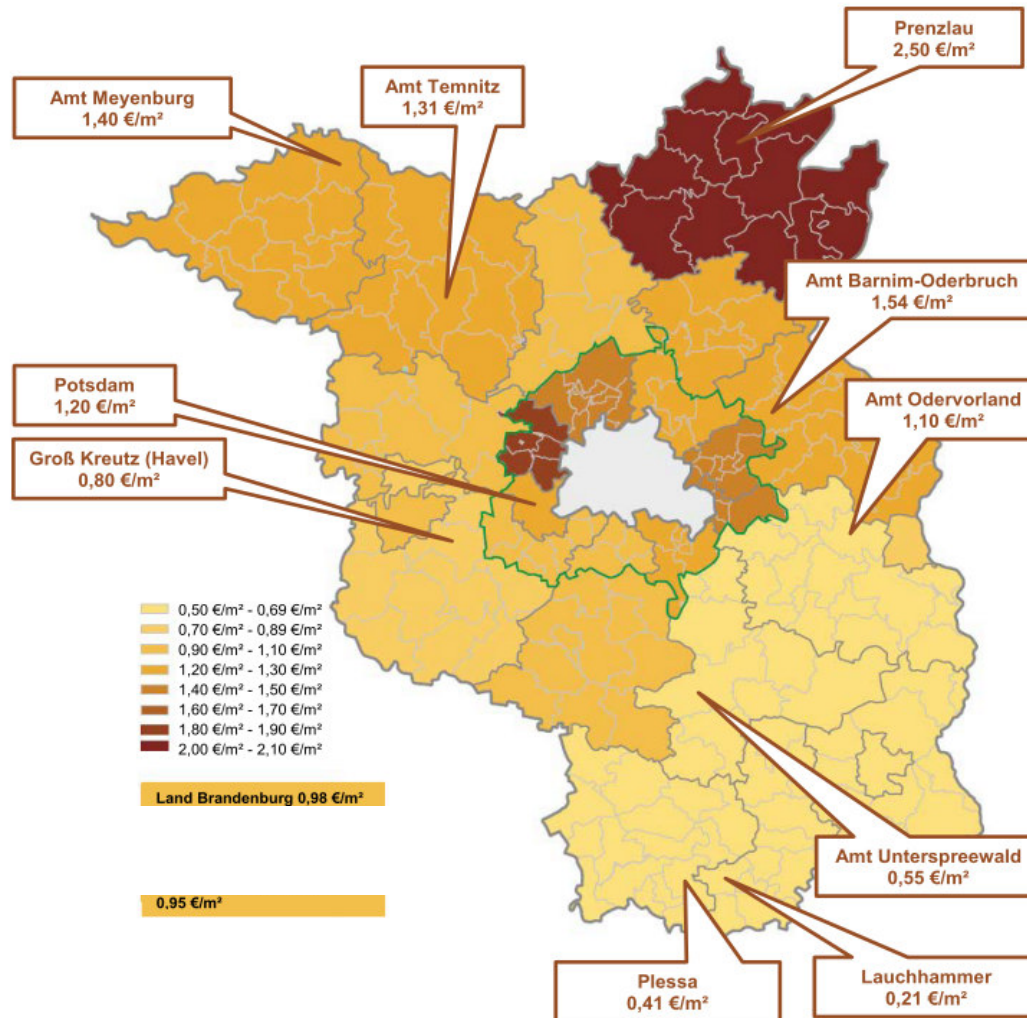 Prenzlau
2,50 €/m²
Amt Meyenburg
1,40 €/m²
Amt Temnitz
1,31 €/m²
Amt Barnim-Oderbruch
1,54 €/m²
Potsdam
1,20 €/m²
Amt Odervorland
1,10 €/m²
Groß Kreutz (Havel)
0,80 €/m²
0,50 €/m² - 0,69 €/m²
0,70 €/m² - 0,89 €/m²
0,90 €/m² - 1,10 €/m²
1,20 €/m² - 1,30 €/m²
1,40 €/m² - 1,50 €/m²
1,60 €/m² - 1,70 €/m²
1,80 €/m² - 1,90 €/m²
2,00 €/m² - 2,10 €/m²
Land Brandenburg 0,98 €/m²
0,95 €/m²
Amt Unterspreewald
0,55 €/m²
Plessa
0,41 €/m²
Lauchhammer
0,21 €/m²